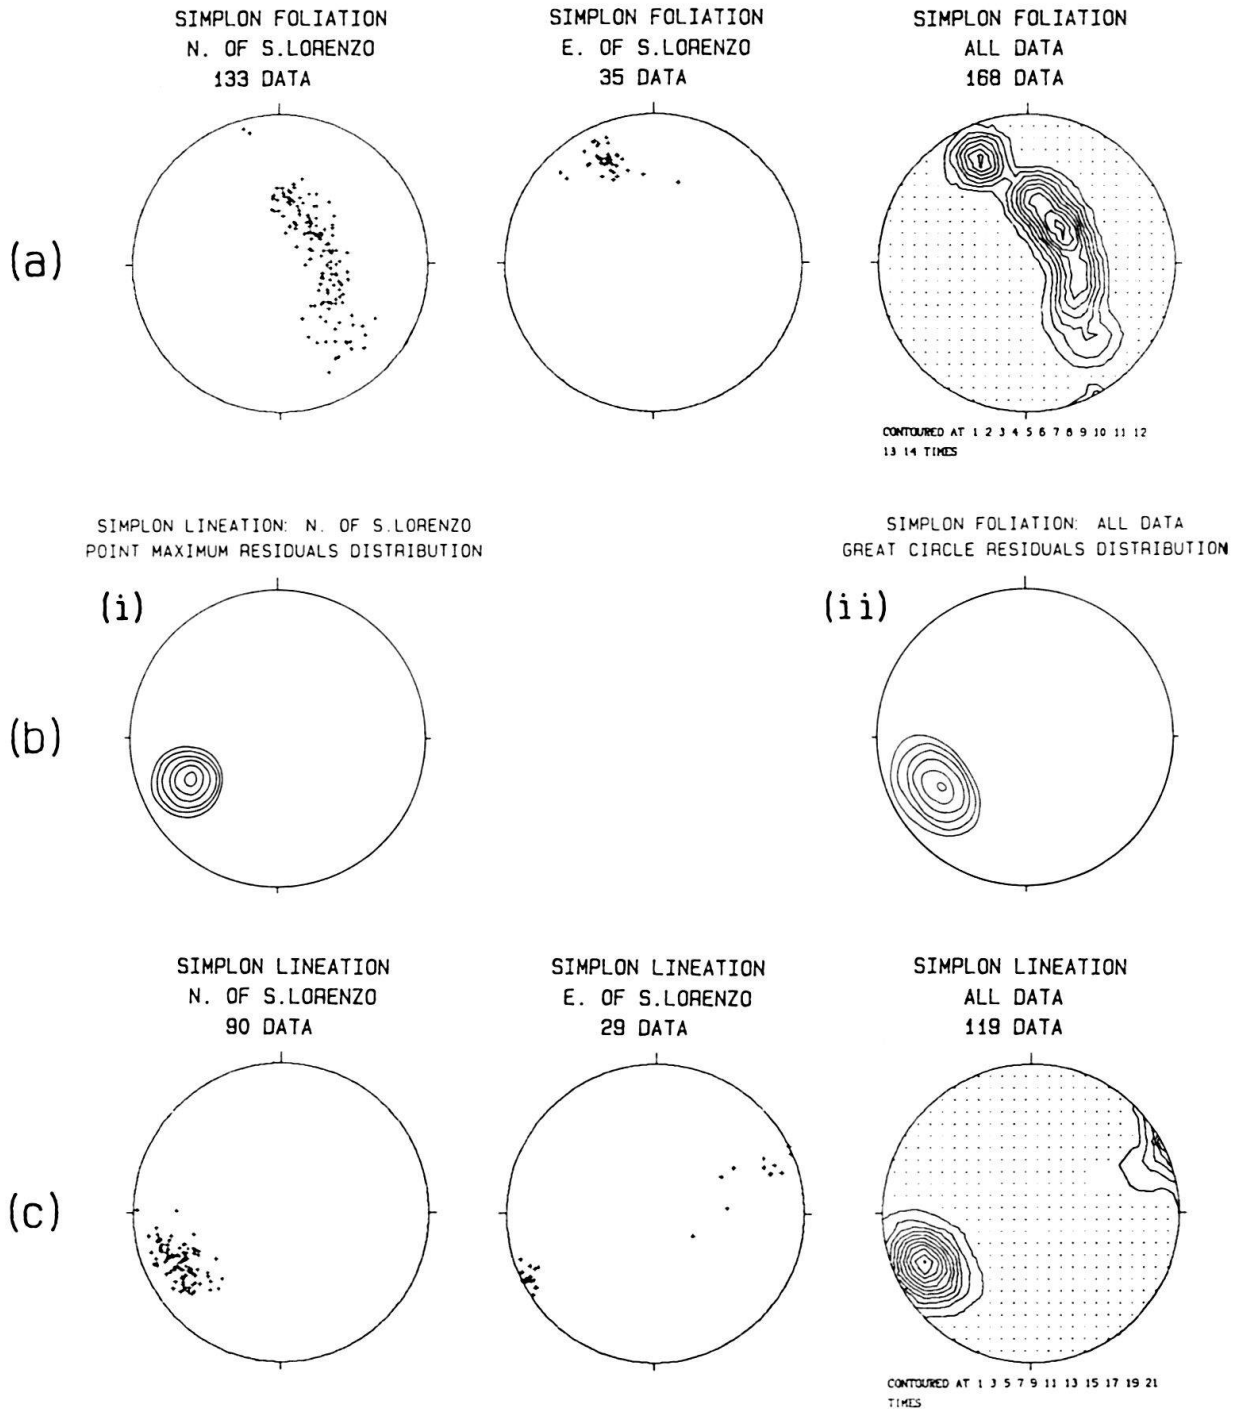 SIMPLON FOLIATION
N. OF S.LORENZO
133 DATA
SIMPLON FOLIATION
E. OF S.LORENZO
35 DATA
SIMPLON FOLIATION
ALL DATA
168 DATA
(a)
CONTOURED AT 1 2 3 4 5 6 7 8 9 10 11 12
13 14 TIMES
SIMPLON LINEATION: N. OF S.LORENZO
POINT MAXIMUM RESIDUALS DISTRIBUTION
SIMPLON FOLIATION: ALL DATA
GREAT CIRCLE RESIDUALS DISTRIBUTION
(i)
(ii)
(b)
SIMPLON LINEATION
N. OF S.LORENZO
90 DATA
SIMPLON LINEATION
E. OF S.LORENZO
29 DATA
SIMPLON LINEATION
ALL DATA
119 DATA
(c)
CONTOURED AT 1 3 5 7 9 11 13 15 17 19 21
TIMES